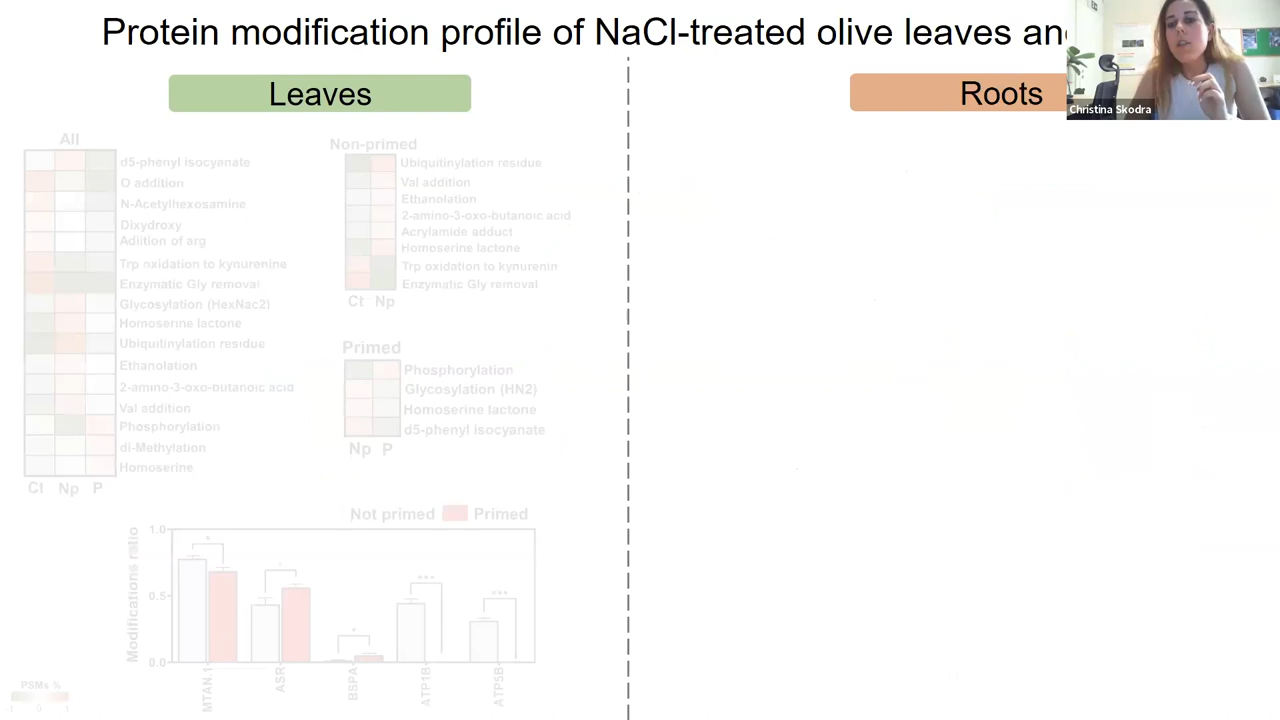 Protein modification profile of NaCl-treated olive leaves an
Leaves
Roots
Christina Skodra
All
d5-phenyl isocyanate
O addition
N-Acetylhexosamine
Dixydroxy
Adiition of arg
Trp oxidation to kynurenine
Enzymatic Gly removal
Glycosylation (HexNac2)
Homoserine lactone
Ubiquitinylation residue
Ethanolation
2-amino-3-oxo-butanoic acid
Val addition
Phosphorylation
di-Methylation
Homoserine
Ct Np P
Non-primed
Ubiquitinylation residue
Val addition
Ethanolation
2-amino-3-oxo-butanoic acid
Acrylamide adduct
Homoserine lactone
Trp oxidation to kynurenin
Enzymatic Gly removal
Ct Np
Primed
Phosphorylation
Glycosylation (HN2)
Homoserine lactone
d5-phenyl isocyanate
Np P
Not primed Primed
Modifications ratio
1.0
0.5
0.0
*
*
***
***
MTAN.1
ASR
BSPA
ATP1B
ATP5B
PSMs %